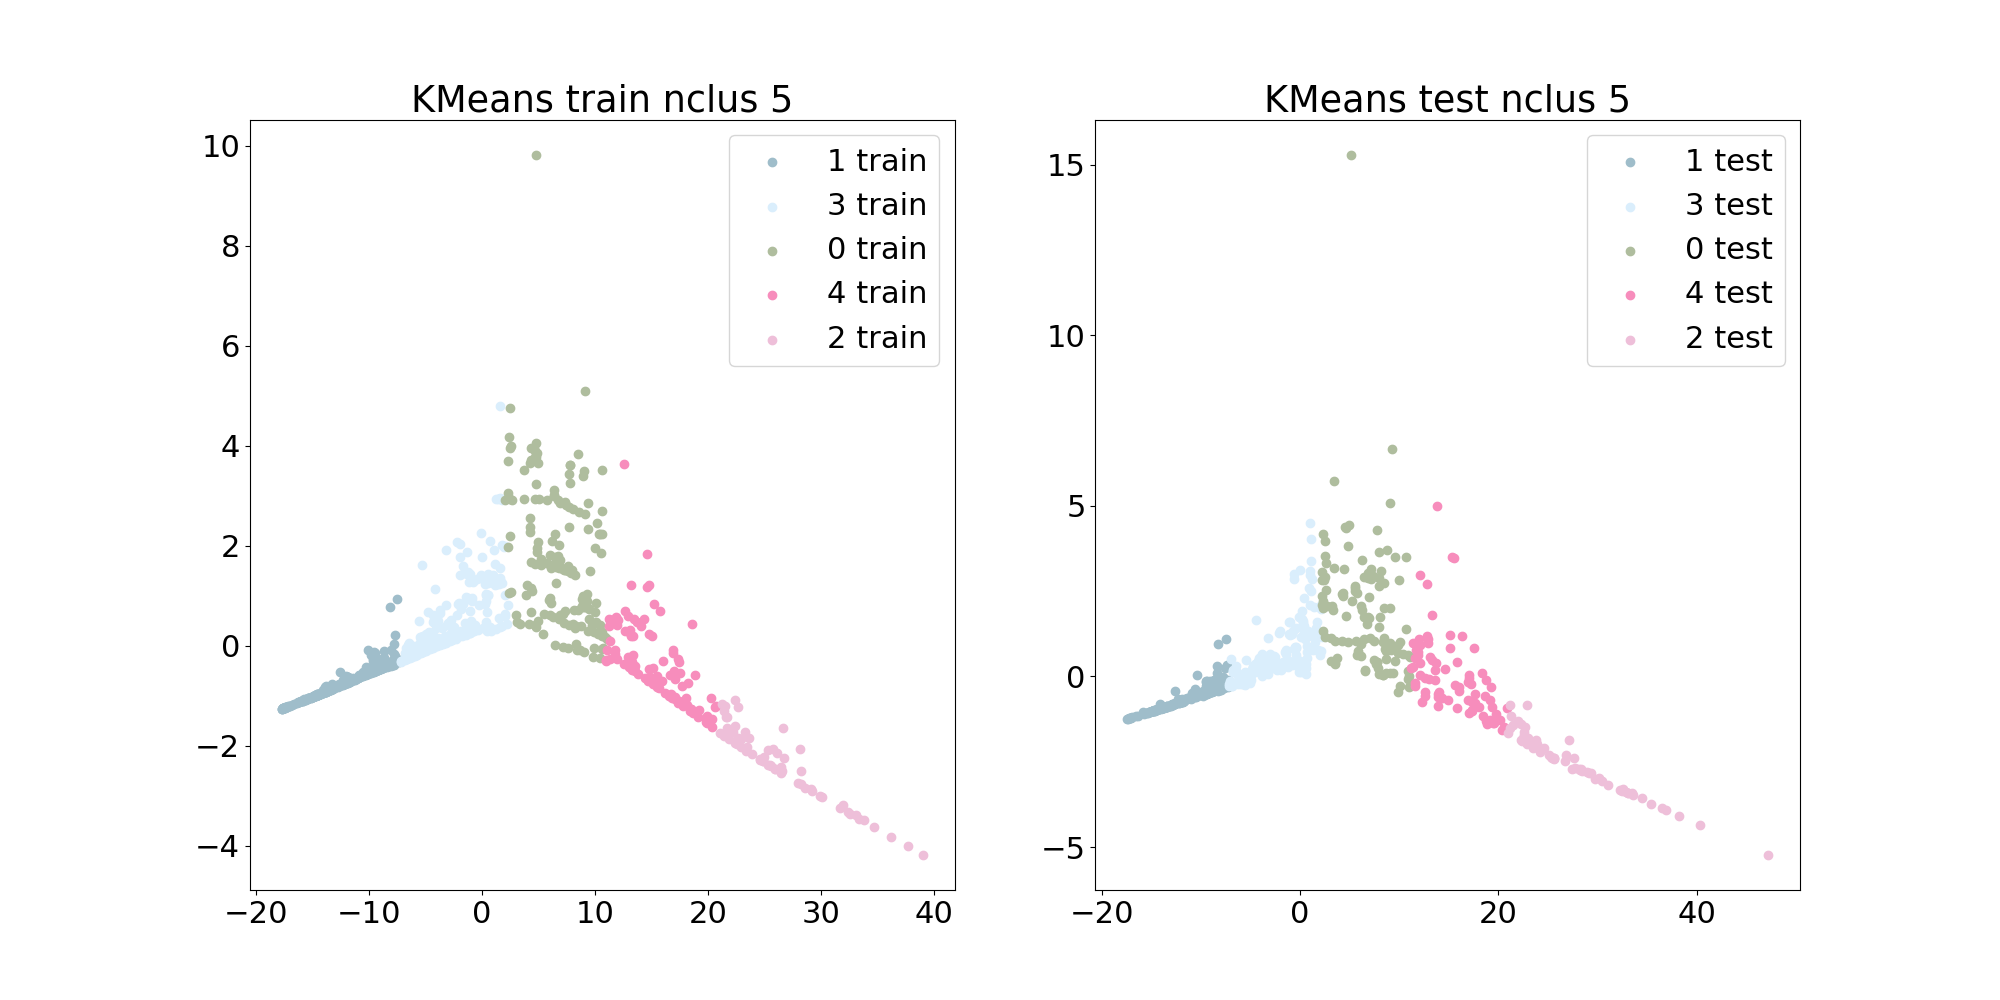 KMeans train nclus 5
10
8
6
4
2
0
−2
−4
−20 −10 0 10 20 30 40
1 train
3 train
0 train
4 train
2 train
KMeans test nclus 5
15
10
5
0
−5
−20 0 20 40
1 test
3 test
0 test
4 test
2 test